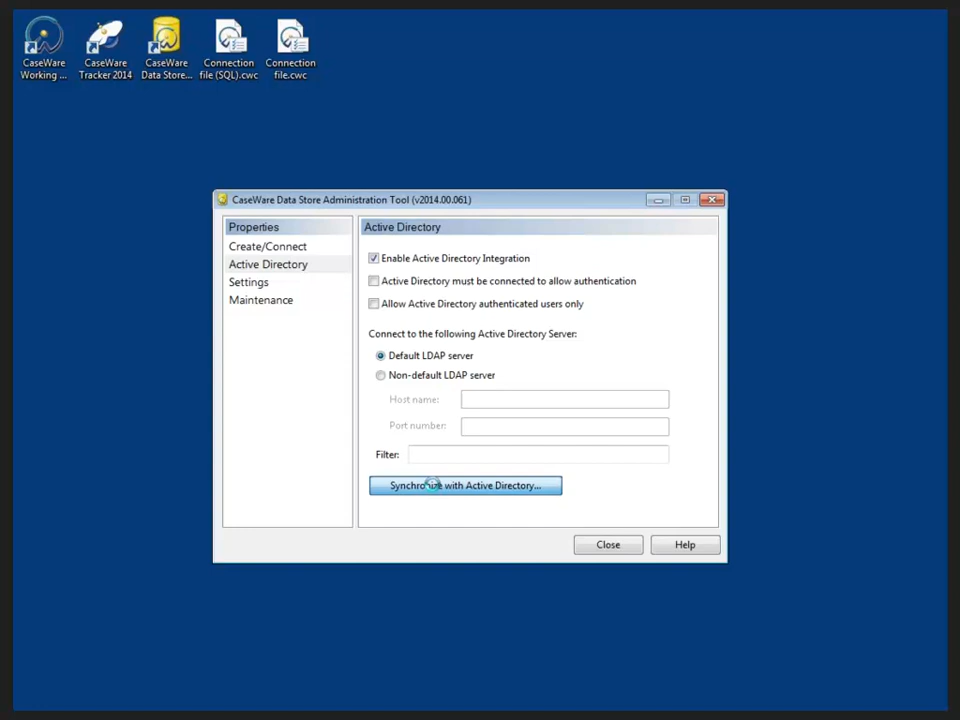 CaseWare
Working ...
CaseWare
Tracker 2014
CaseWare
Data Store...
Connection
file (SQL).cwc
Connection
file.cwc
CaseWare Data Store Administration Tool (v2014.00.061)
Properties
Create/Connect
Active Directory
Settings
Maintenance
Active Directory
Enable Active Directory Integration
Active Directory must be connected to allow authentication
Allow Active Directory authenticated users only
Connect to the following Active Directory Server:
Default LDAP server
Non-default LDAP server
Host name:
Port number:
Filter:
Synchronize with Active Directory...
Close
Help